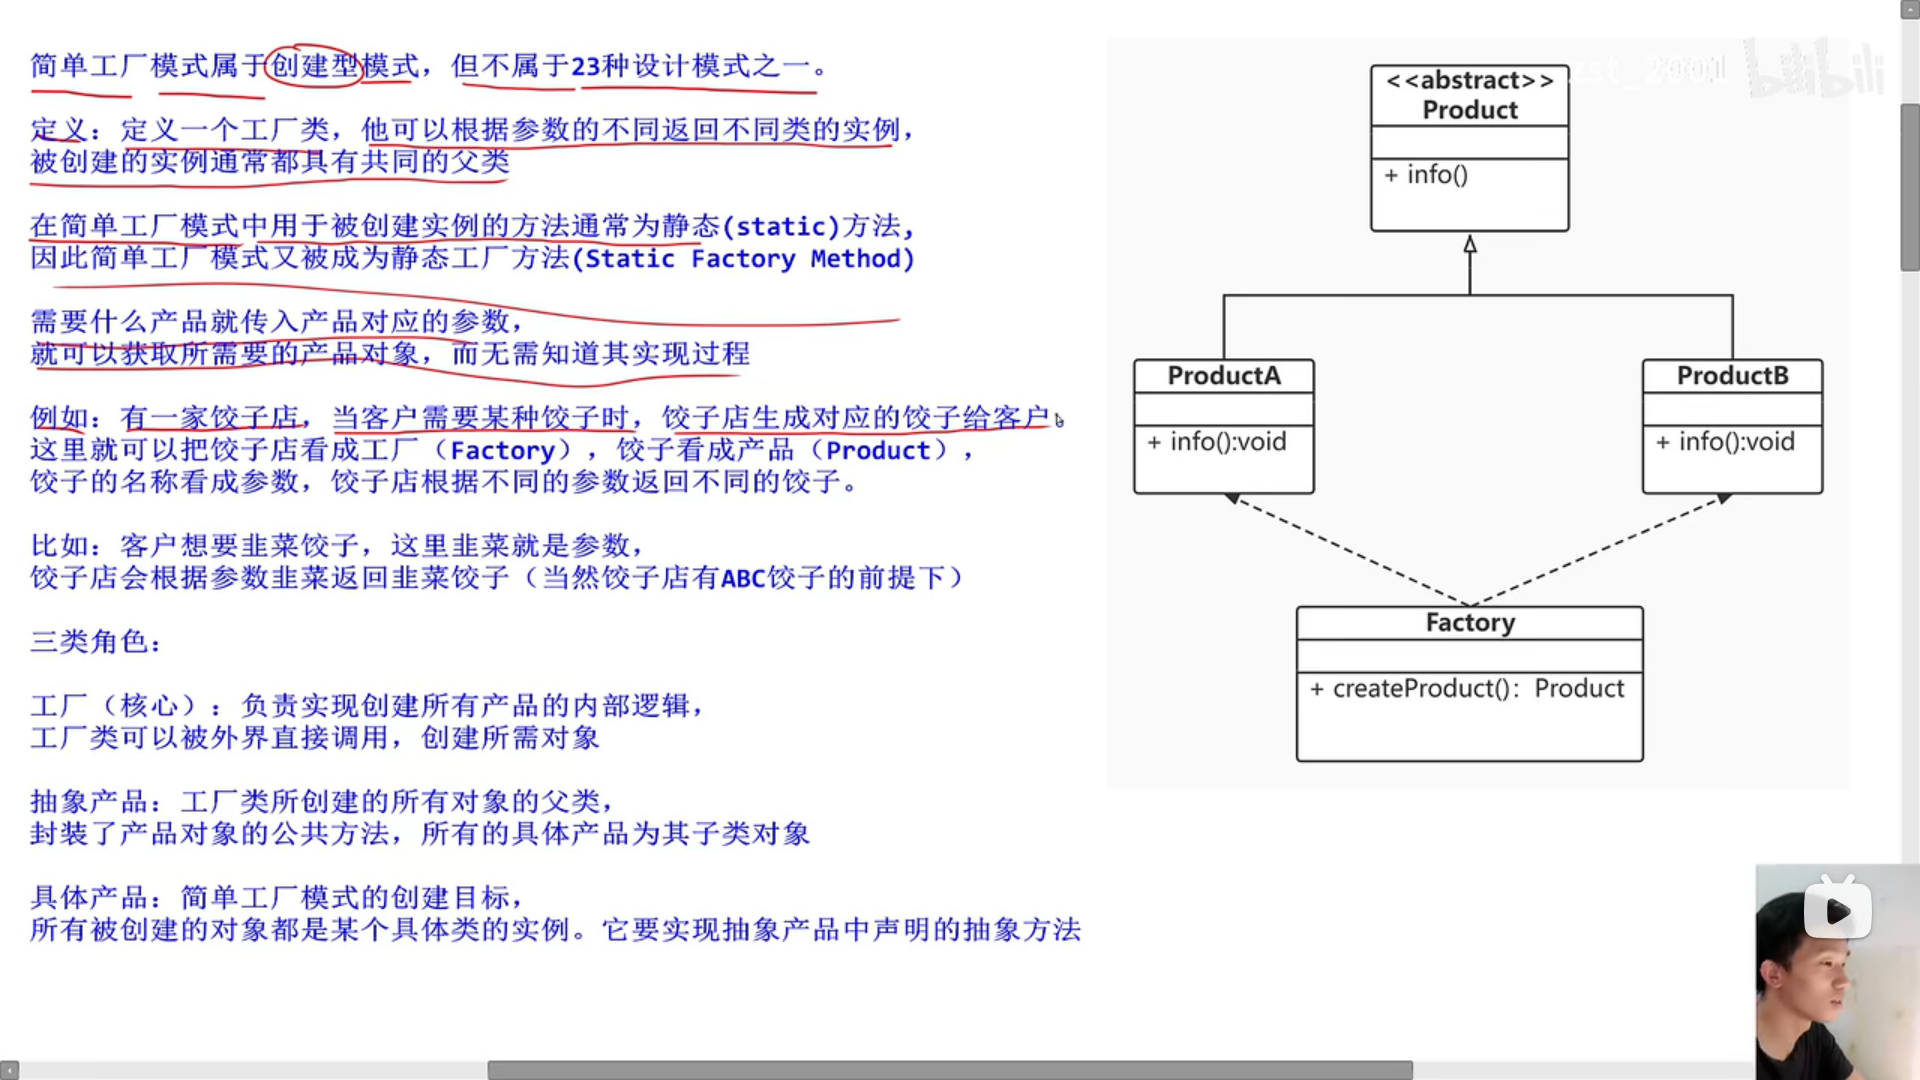 简单工厂模式属于创建型模式，但不属于23种设计模式之一。
定义：定义一个工厂类，他可以根据参数的不同返回不同类的实例，
被创建的实例通常都具有共同的父类
在简单工厂模式中用于被创建实例的方法通常为静态(static)方法，
因此简单工厂模式又被成为静态工厂方法(Static Factory Method)
需要什么产品就传入产品对应的参数，
就可以获取所需要的产品对象，而无需知道其实现过程
例如：有一家饺子店，当客户需要某种饺子时，饺子店生成对应的饺子给客户，
这里就可以把饺子店看成工厂（Factory），饺子看成产品（Product），
饺子的名称看成参数，饺子店根据不同的参数返回不同的饺子。
比如：客户想要韭菜饺子，这里韭菜就是参数，
饺子店会根据参数韭菜返回韭菜饺子（当然饺子店有ABC饺子的前提下）
三类角色：
工厂（核心）：负责实现创建所有产品的内部逻辑，
工厂类可以被外界直接调用，创建所需对象
抽象产品：工厂类所创建的所有对象的父类，
封装了产品对象的公共方法，所有的具体产品为其子类对象
具体产品：简单工厂模式的创建目标，
所有被创建的对象都是某个具体类的实例。它要实现抽象产品中声明的抽象方法
<<abstract>>
Product
+ info()
ProductA
+ info():void
ProductB
+ info():void
Factory
+ createProduct()：Product
bilibili